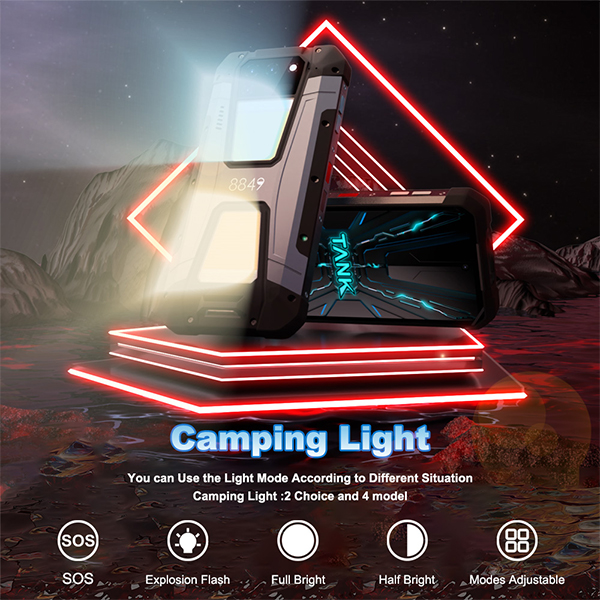 8849
TANK
Camping Light
You can Use the Light Mode According to Different Situation
Camping Light :2 Choice and 4 model
SOS
SOS
Explosion Flash
Full Bright
Half Bright
Modes Adjustable